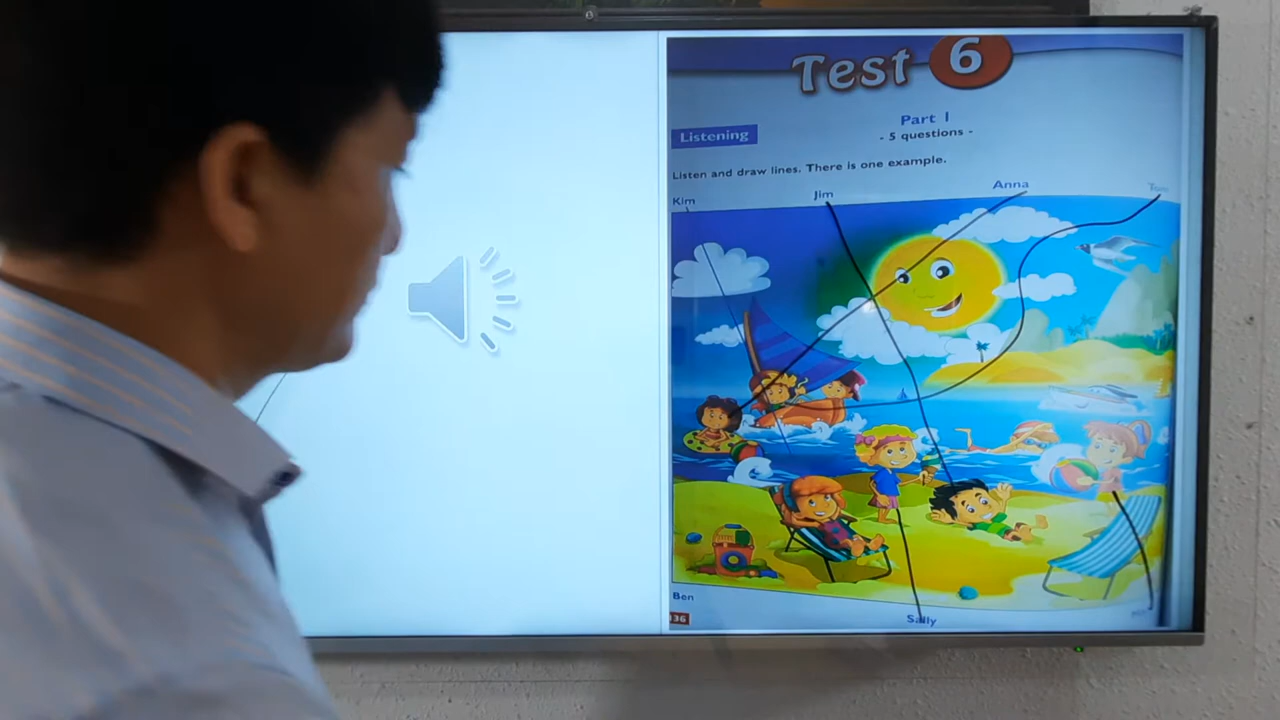 Test 6
Part 1
Listening
- 5 questions -
Listen and draw lines. There is one example.
Kim Jim Anna Tom
Ben
36
Sally